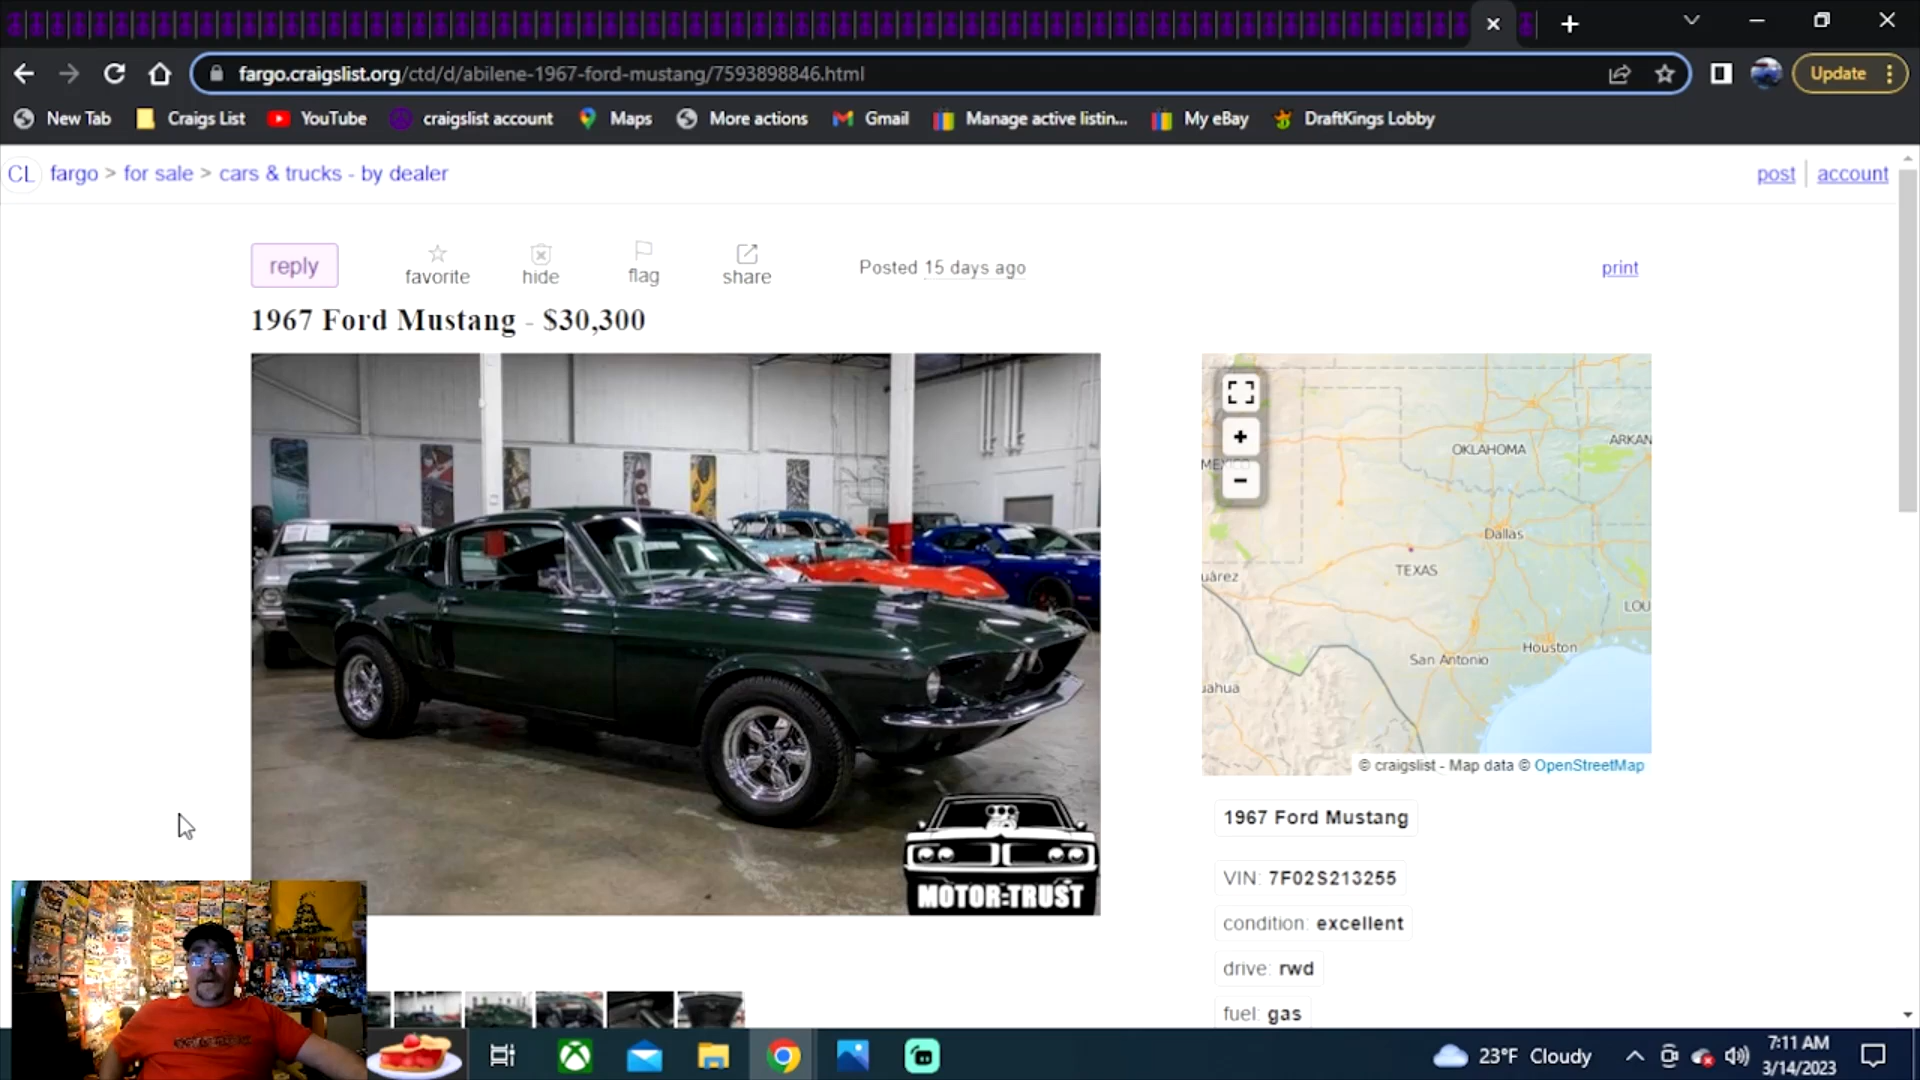 fargo.craigslist.org/ctd/d/abilene-1967-ford-mustang/7593898846.html
Update
New Tab
Craigs List
YouTube
craigslist account
Maps
More actions
Gmail
Manage active listin...
My eBay
DraftKings Lobby
CL fargo > for sale > cars & trucks - by dealer
post
account
reply
favorite
hide
flag
share
Posted 15 days ago
print
1967 Ford Mustang - $30,300
MOTOR:TRUST
OKLAHOMA
ARKAN
MEXICO
Dallas
TEXAS
uárez
LOU
Houston
San Antonio
uahua
© craigslist - Map data © OpenStreetMap
1967 Ford Mustang
VIN: 7F02S213255
condition: excellent
drive: rwd
fuel: gas
23°F Cloudy
7:11 AM
3/14/2023